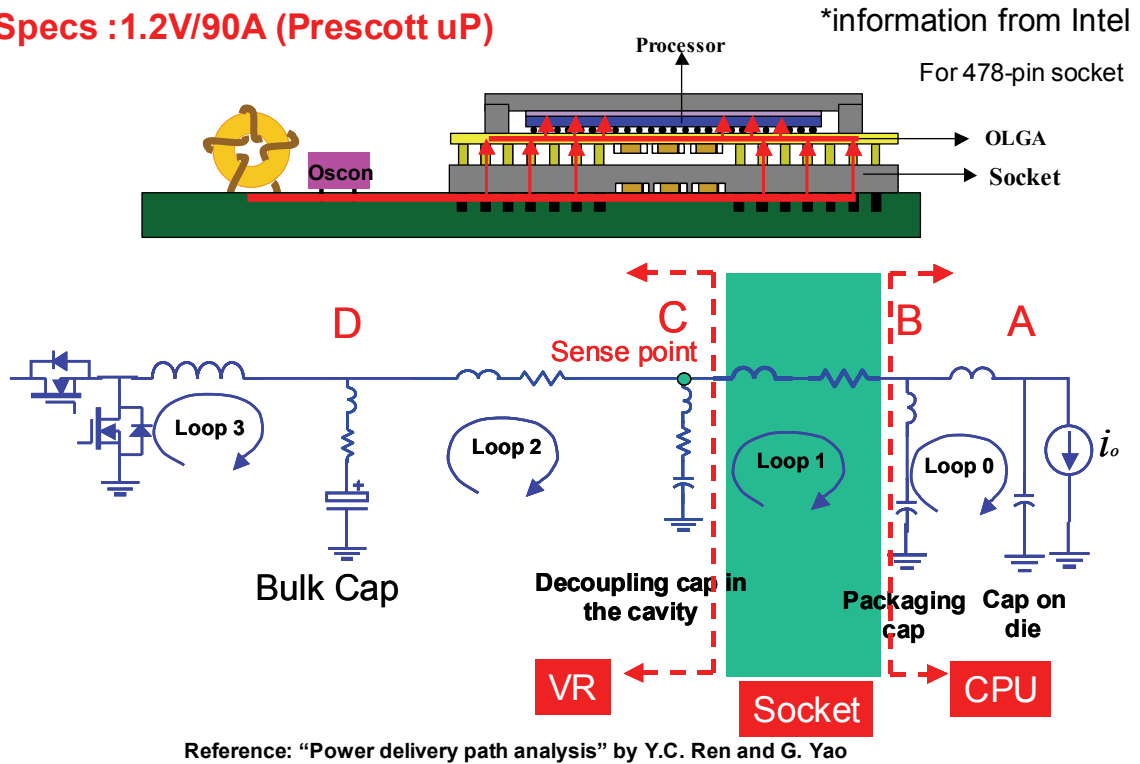 Specs :1.2V/90A (Prescott uP)
*information from Intel
For 478-pin socket
Processor
OLGA
Socket
Oscon
D
C
B
A
Sense point
Loop 3
Loop 2
Loop 1
Loop 0
io
+
Bulk Cap
Decoupling cap in
the cavity
Packaging
cap
Cap on
die
VR
Socket
CPU
Reference: “Power delivery path analysis” by Y.C. Ren and G. Yao